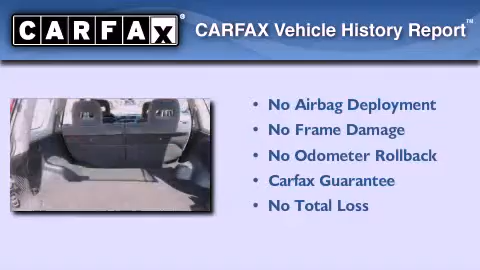 CARFAX®
CARFAX Vehicle History Report™
• No Airbag Deployment
• No Frame Damage
• No Odometer Rollback
• Carfax Guarantee
• No Total Loss